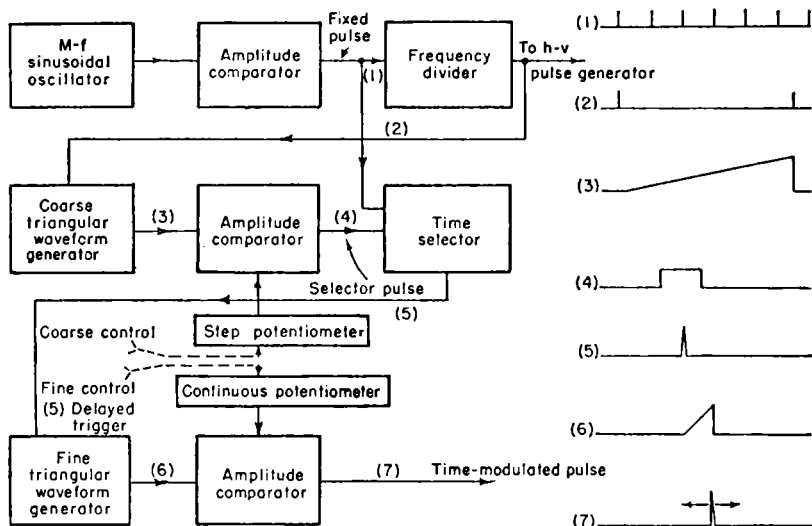 M-f
sinusoidal
oscillator
Amplitude
comparator
Fixed
pulse
(1)
Frequency
divider
To h-v
pulse generator
(2)
Coarse
triangular
waveform
generator
(3)
Amplitude
comparator
(4)
Selector pulse
Time
selector
(5)
Step potentiometer
Coarse control
Fine control
Continuous potentiometer
(5) Delayed
trigger
Fine
triangular
waveform
generator
(6)
Amplitude
comparator
(7)
Time-modulated pulse
(1)
(2)
(3)
(4)
(5)
(6)
(7)